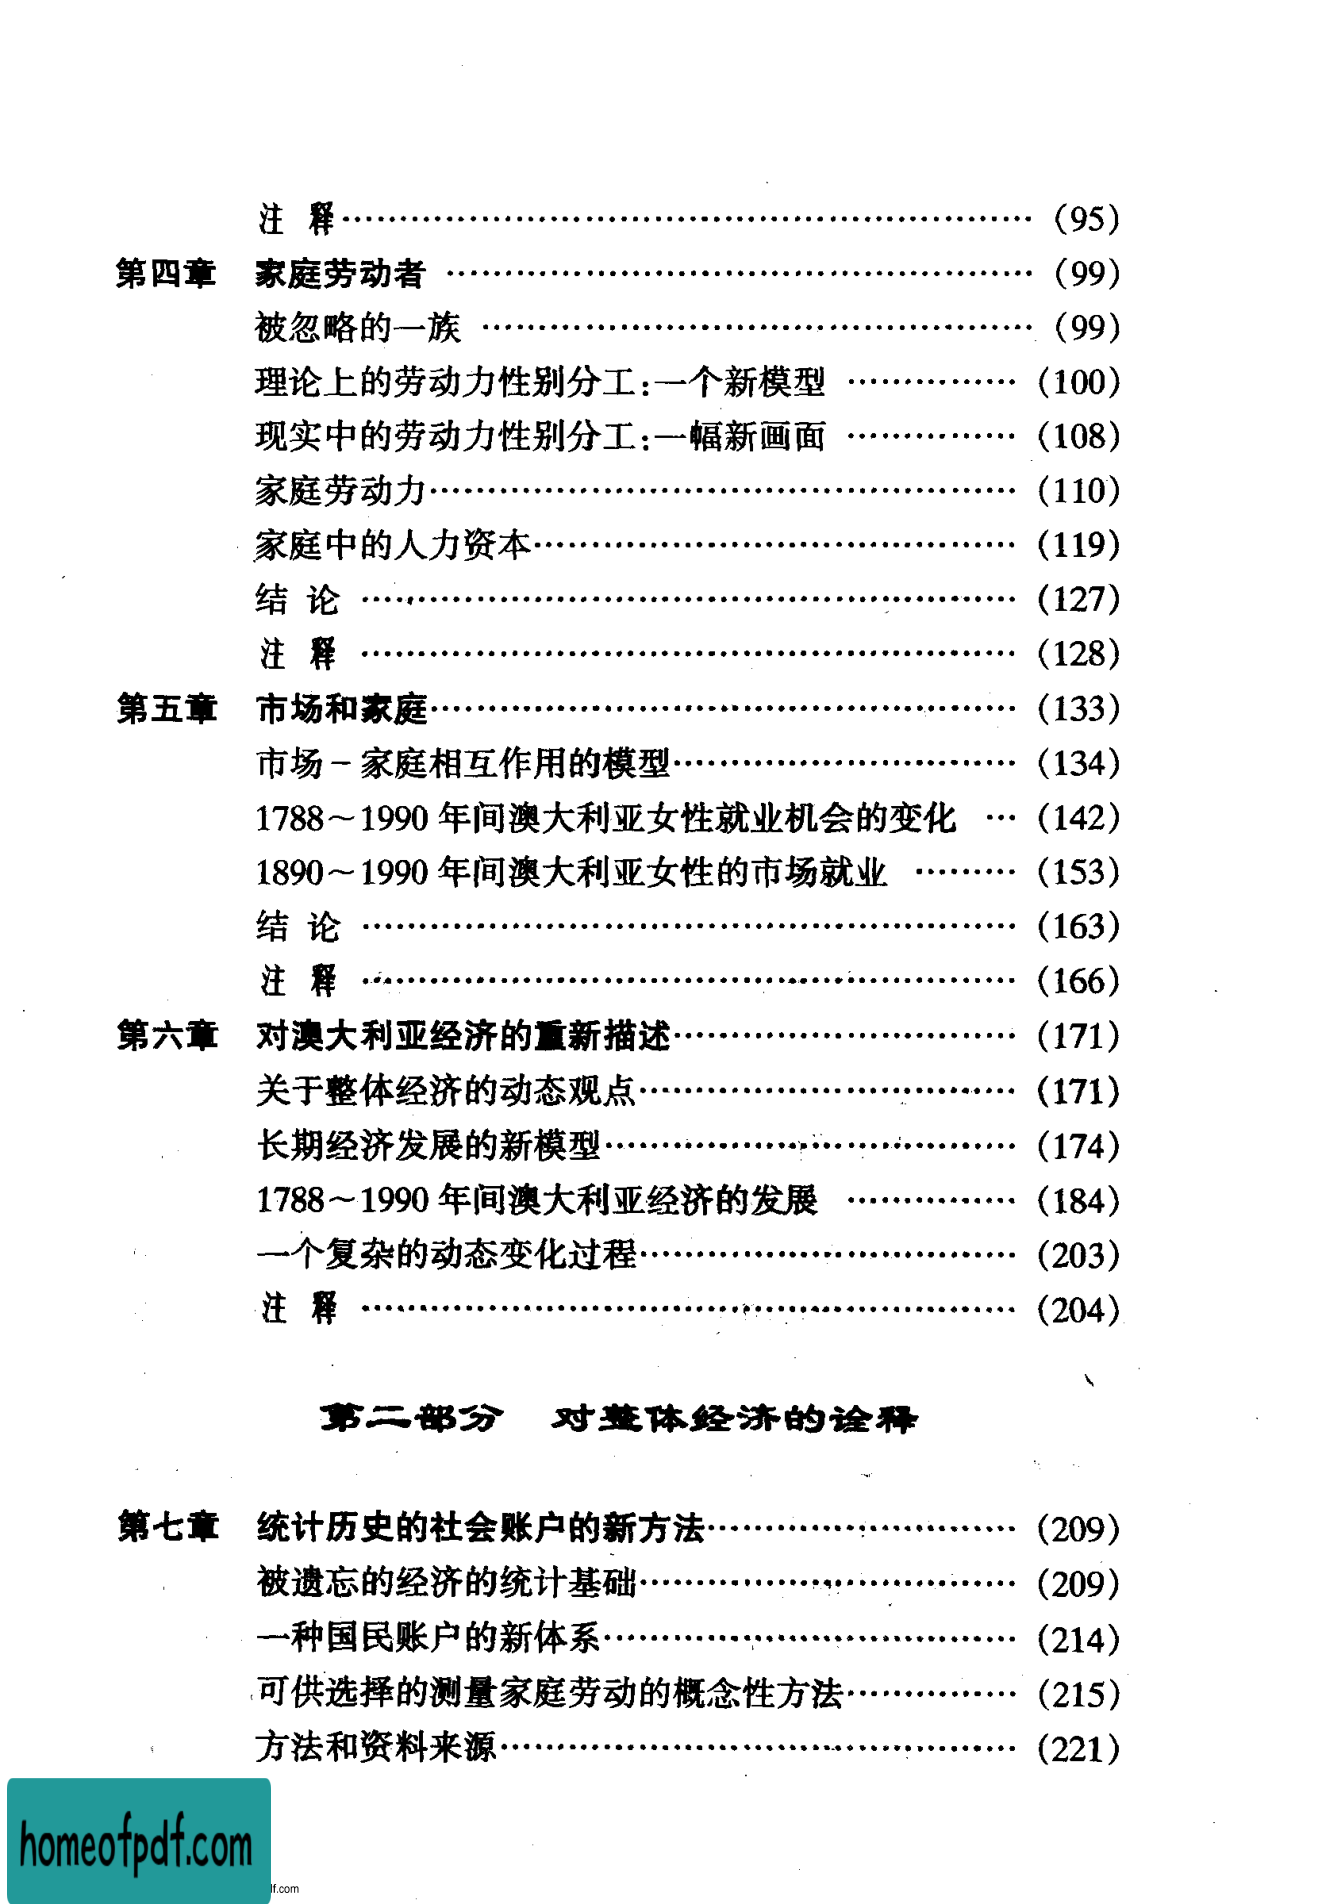 注 释………………………………………………………… (95)
第四章 家庭劳动者 ………………………………………………… (99)
被忽略的一族 ……………………………………………… (99)
理论上的劳动力性别分工:一个新模型 …………… (100)
现实中的劳动力性别分工:一幅新画面 …………… (108)
家庭劳动力………………………………………………… (110)
家庭中的人力资本………………………………………… (119)
结 论 ……………………………………………………… (127)
注 释 ……………………………………………………… (128)
第五章 市场和家庭………………………………………………… (133)
市场－家庭相互作用的模型…………………………… (134)
1788～1990 年间澳大利亚女性就业机会的变化 … (142)
1890～1990 年间澳大利亚女性的市场就业 ……… (153)
结 论 ……………………………………………………… (163)
注 释 ……………………………………………………… (166)
第六章 对澳大利亚经济的重新描述…………………………… (171)
关于整体经济的动态观点……………………………… (171)
长期经济发展的新模型………………………………… (174)
1788～1990 年间澳大利亚经济的发展 …………… (184)
一个复杂的动态变化过程……………………………… (203)
注 释 ……………………………………………………… (204)
第二部分 对整体经济的诠释
第七章 统计历史的社会账户的新方法………………………… (209)
被遗忘的经济的统计基础……………………………… (209)
一种国民账户的新体系………………………………… (214)
可供选择的测量家庭劳动的概念性方法…………… (215)
方法和资料来源………………………………………… (221)
homeofpdf.com
lf.com